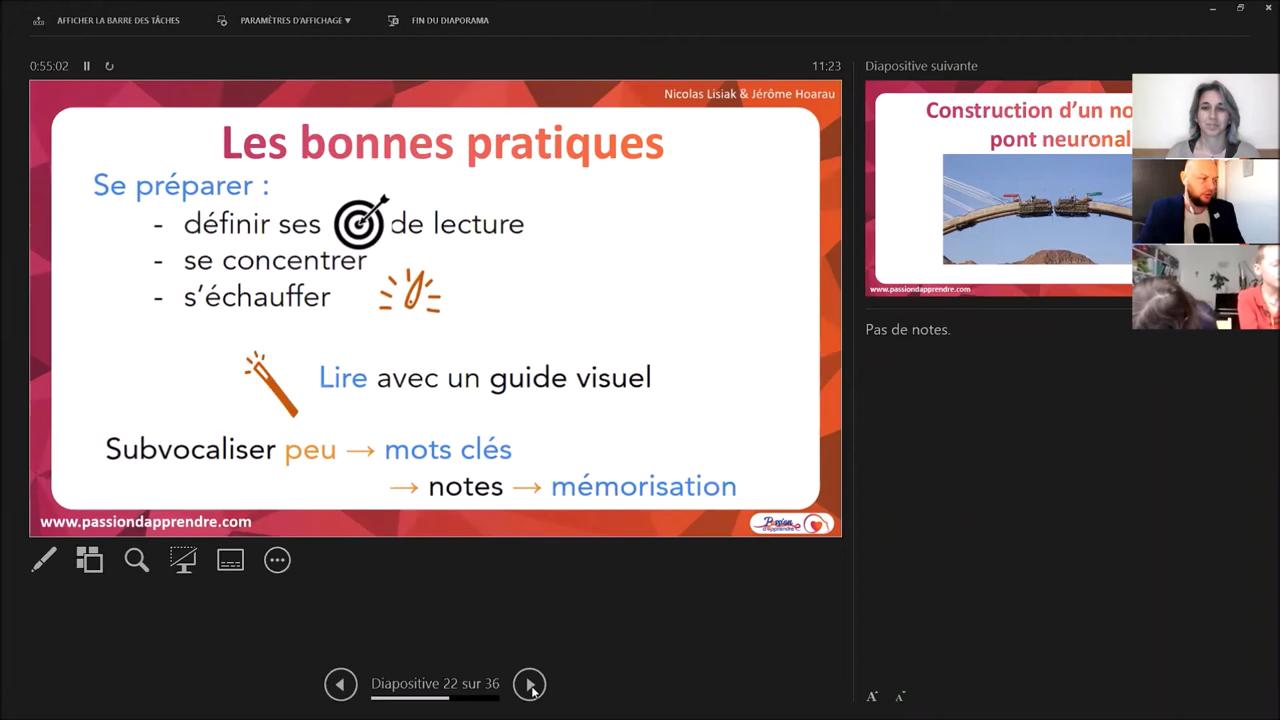 AFFICHER LA BARRE DES TÂCHES PARAMÈTRES D'AFFICHAGE ▼ FIN DU DIAPORAMA
0:55:02 11:23
Nicolas Lisiak & Jérôme Hoarau
Les bonnes pratiques
Se préparer :
- définir ses de lecture
- se concentrer
- s'échauffer
Lire avec un guide visuel
Subvocaliser peu → mots clés
→ notes → mémorisation
www.passiondapprendre.com
Passion d'apprendre
Diapositive 22 sur 36
Diapositive suivante
Construction d'un no
pont neuronal
www.passiondapprendre.com
Pas de notes.
A A